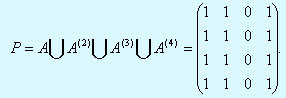 P = A ⋃ A^(2) ⋃ A^(3) ⋃ A^(4) = (1 1 0 1
1 1 0 1
1 1 0 1
1 1 0 1).